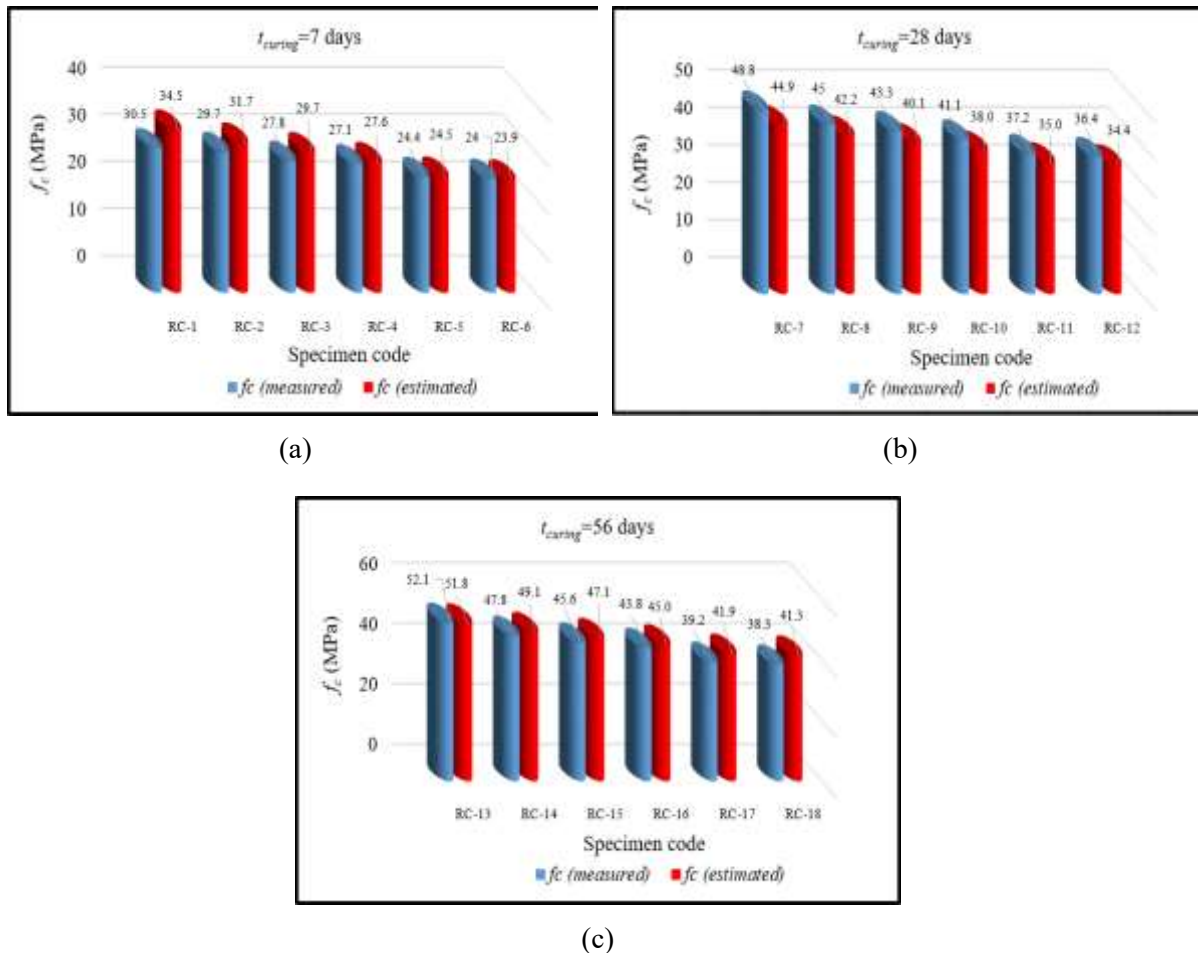 t_curing=7 days
40
30
20
10
0
f_c (MPa)
30.5 34.5 29.7 31.7 27.8 29.7 27.1 27.6 24.4 24.5 24 23.9
RC-1 RC-2 RC-3 RC-4 RC-5 RC-6
Specimen code
fc (measured) fc (estimated)
(a)
t_curing=28 days
50
40
30
20
10
0
f_c (MPa)
48.8 44.9 45 42.2 43.3 40.1 41.1 38.0 37.2 35.0 36.4 34.4
RC-7 RC-8 RC-9 RC-10 RC-11 RC-12
Specimen code
fc (measured) fc (estimated)
(b)
t_curing=56 days
60
40
20
0
f_c (MPa)
52.1 51.8 47.8 49.1 45.6 47.1 43.8 45.0 39.2 41.9 38.3 41.3
RC-13 RC-14 RC-15 RC-16 RC-17 RC-18
Specimen code
fc (measured) fc (estimated)
(c)